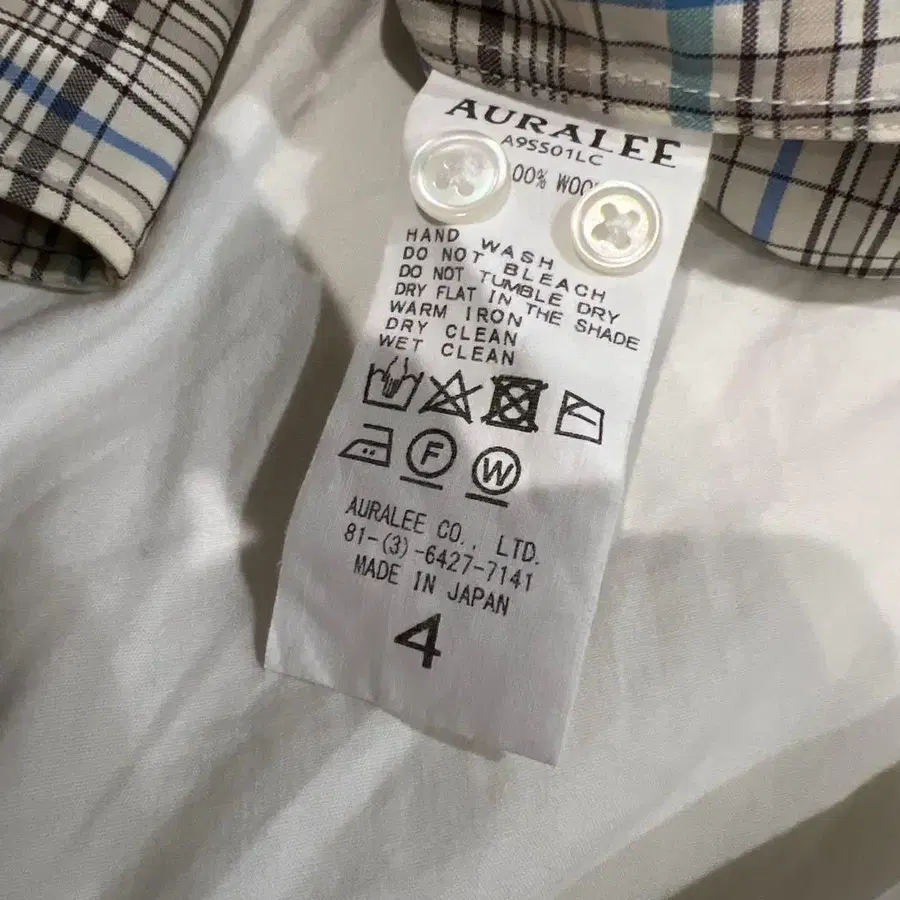 AURALEE
A9SS01LC
00% WOO
HAND WASH
DO NOT BLEACH
DO NOT TUMBLE DRY
DRY FLAT IN THE SHADE
WARM IRON
DRY CLEAN
WET CLEAN
F W
AURALEE CO., LTD.
81-(3)-6427-7141
MADE IN JAPAN
4